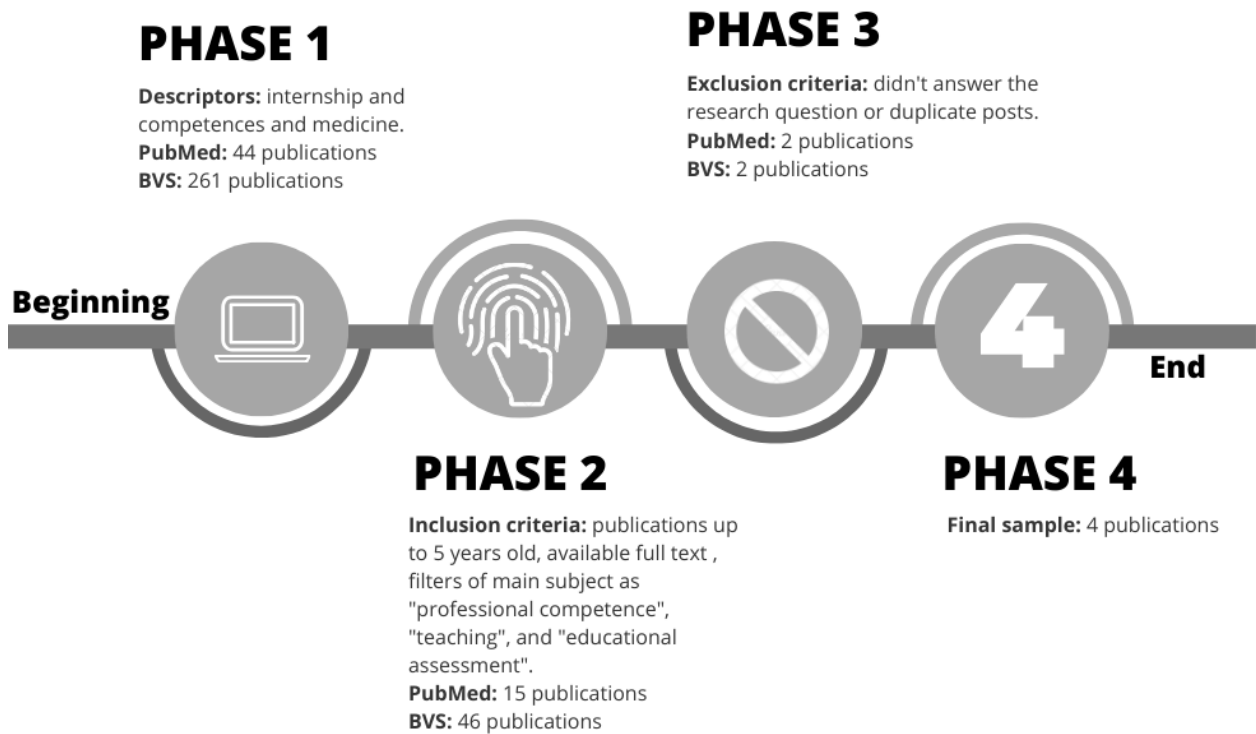 PHASE 1
Descriptors: internship and
competences and medicine.
PubMed: 44 publications
BVS: 261 publications
PHASE 3
Exclusion criteria: didn't answer the
research question or duplicate posts.
PubMed: 2 publications
BVS: 2 publications
Beginning
4
End
PHASE 2
Inclusion criteria: publications up
to 5 years old, available full text ,
filters of main subject as
"professional competence",
"teaching", and "educational
assessment".
PubMed: 15 publications
BVS: 46 publications
PHASE 4
Final sample: 4 publications